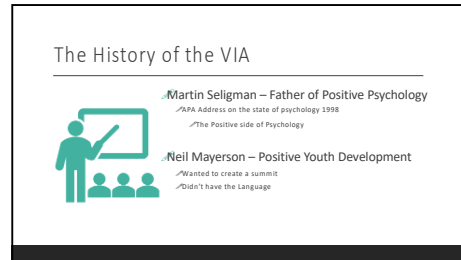 The History of the VIA
Martin Seligman – Father of Positive Psychology
APA Address on the state of psychology 1998
The Positive side of Psychology
Neil Mayerson – Positive Youth Development
Wanted to create a summit
Didn't have the Language